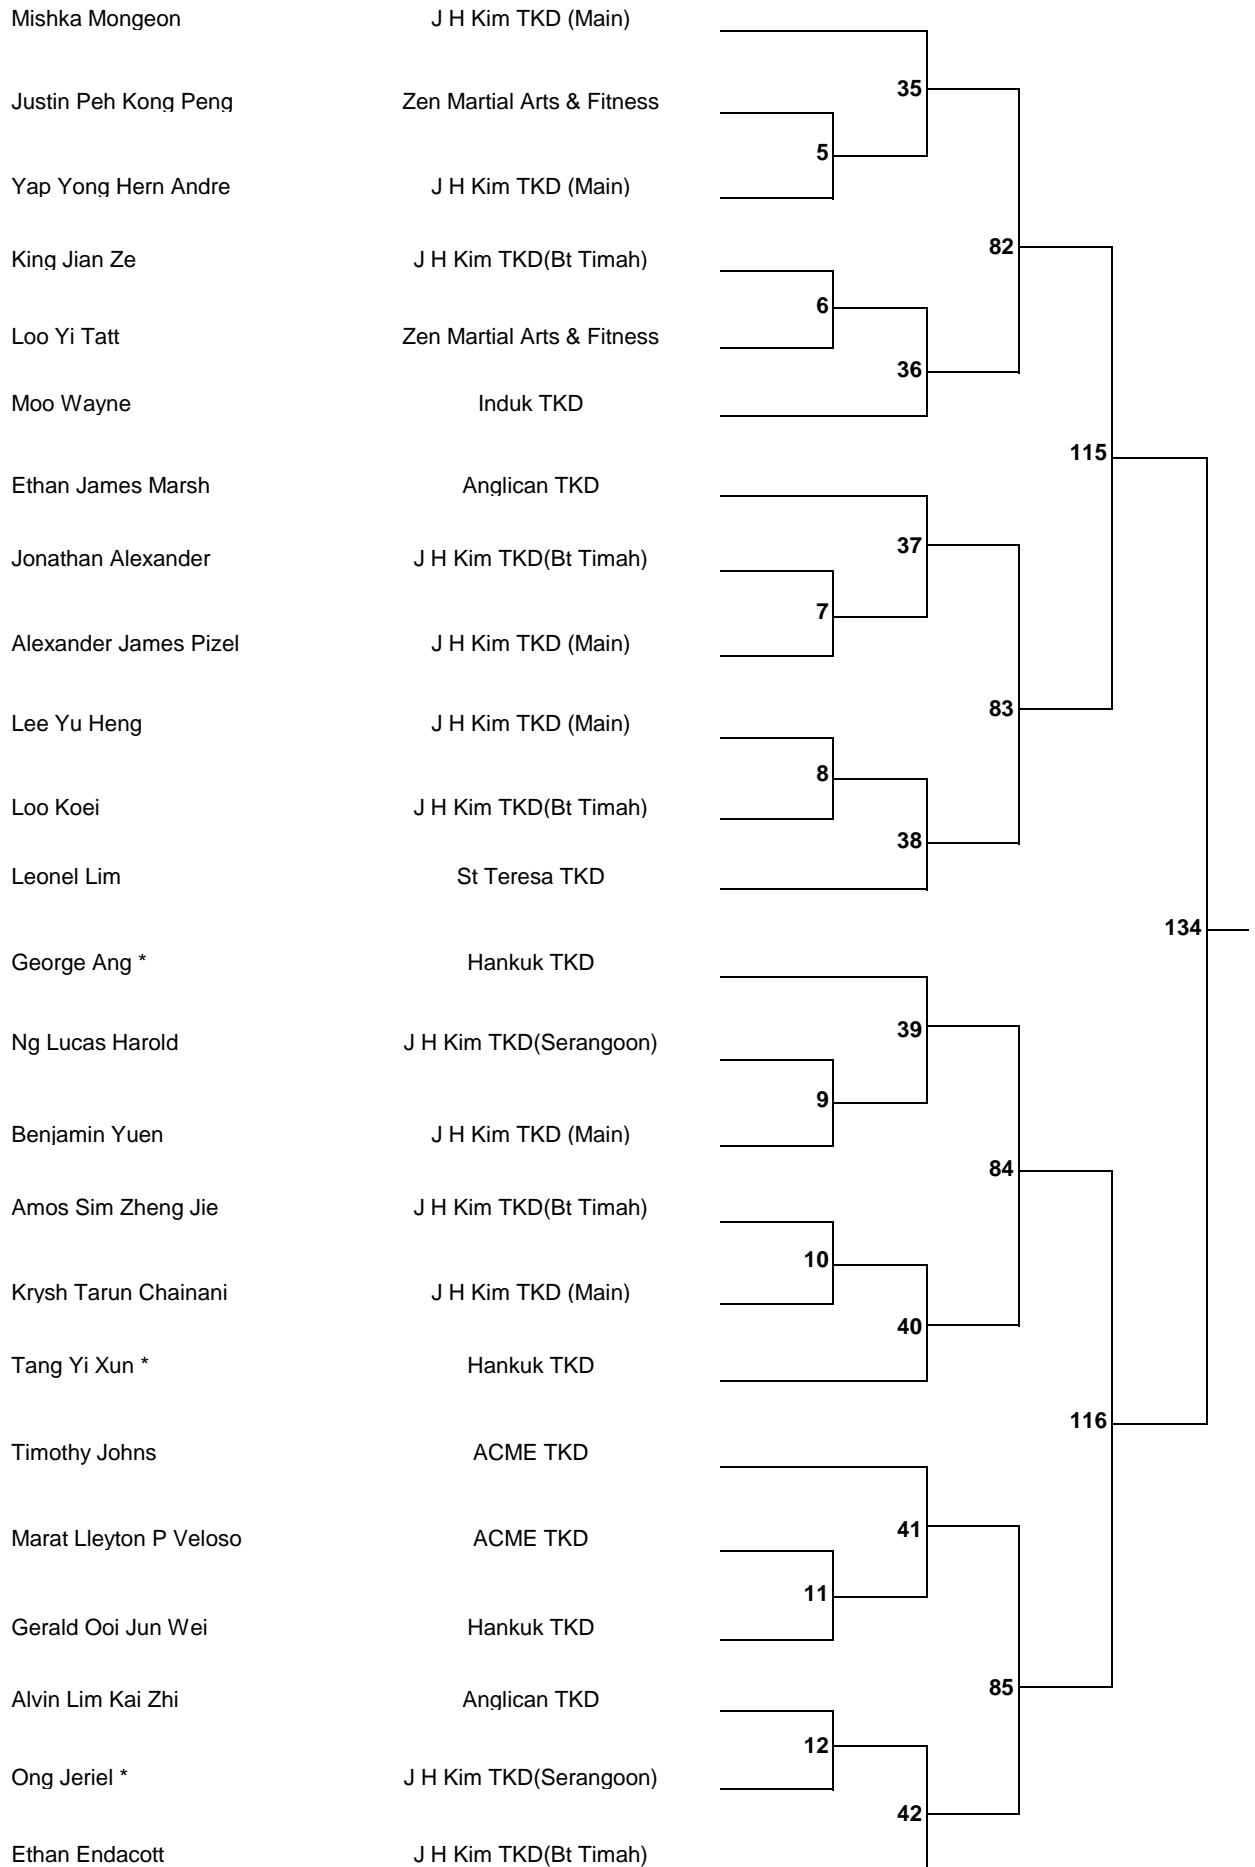 Mishka Mongeon J H Kim TKD (Main)
35
Justin Peh Kong Peng Zen Martial Arts & Fitness
5
Yap Yong Hern Andre J H Kim TKD (Main)
82
King Jian Ze J H Kim TKD(Bt Timah)
6
Loo Yi Tatt Zen Martial Arts & Fitness
36
Moo Wayne Induk TKD
115
Ethan James Marsh Anglican TKD
37
Jonathan Alexander J H Kim TKD(Bt Timah)
7
Alexander James Pizel J H Kim TKD (Main)
83
Lee Yu Heng J H Kim TKD (Main)
8
Loo Koei J H Kim TKD(Bt Timah)
38
Leonel Lim St Teresa TKD
134
George Ang * Hankuk TKD
39
Ng Lucas Harold J H Kim TKD(Serangoon)
9
Benjamin Yuen J H Kim TKD (Main)
84
Amos Sim Zheng Jie J H Kim TKD(Bt Timah)
10
Krysh Tarun Chainani J H Kim TKD (Main)
40
Tang Yi Xun * Hankuk TKD
116
Timothy Johns ACME TKD
41
Marat Lleyton P Veloso ACME TKD
11
Gerald Ooi Jun Wei Hankuk TKD
85
Alvin Lim Kai Zhi Anglican TKD
12
Ong Jeriel * J H Kim TKD(Serangoon)
42
Ethan Endacott J H Kim TKD(Bt Timah)